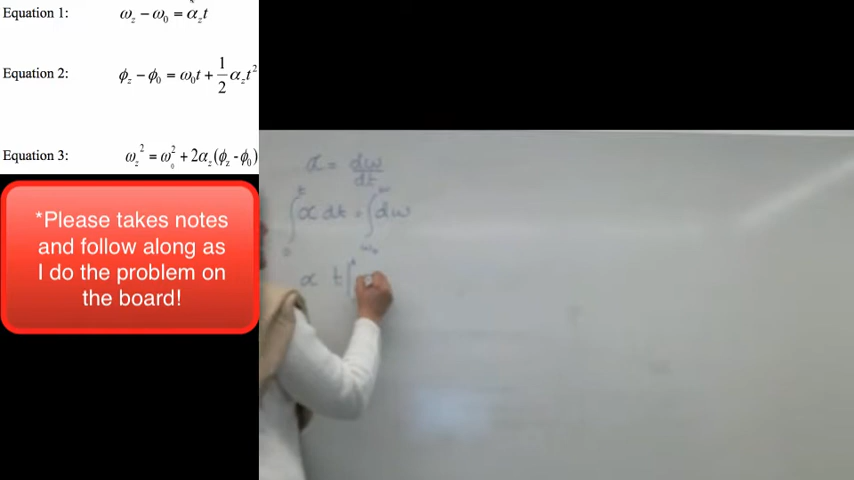 Equation 1: ω_z − ω_0 = α_z t
Equation 2: ϕ_z − ϕ_0 = ω_0 t + 1/2 α_z t²
Equation 3: ω_z² = ω_0² + 2α_z(ϕ_z - ϕ_0)
*Please takes notes
and follow along as
I do the problem on
the board!
α = dω/dt
∫_0^t α dt = ∫_{ω_0}^ω dω
α t|